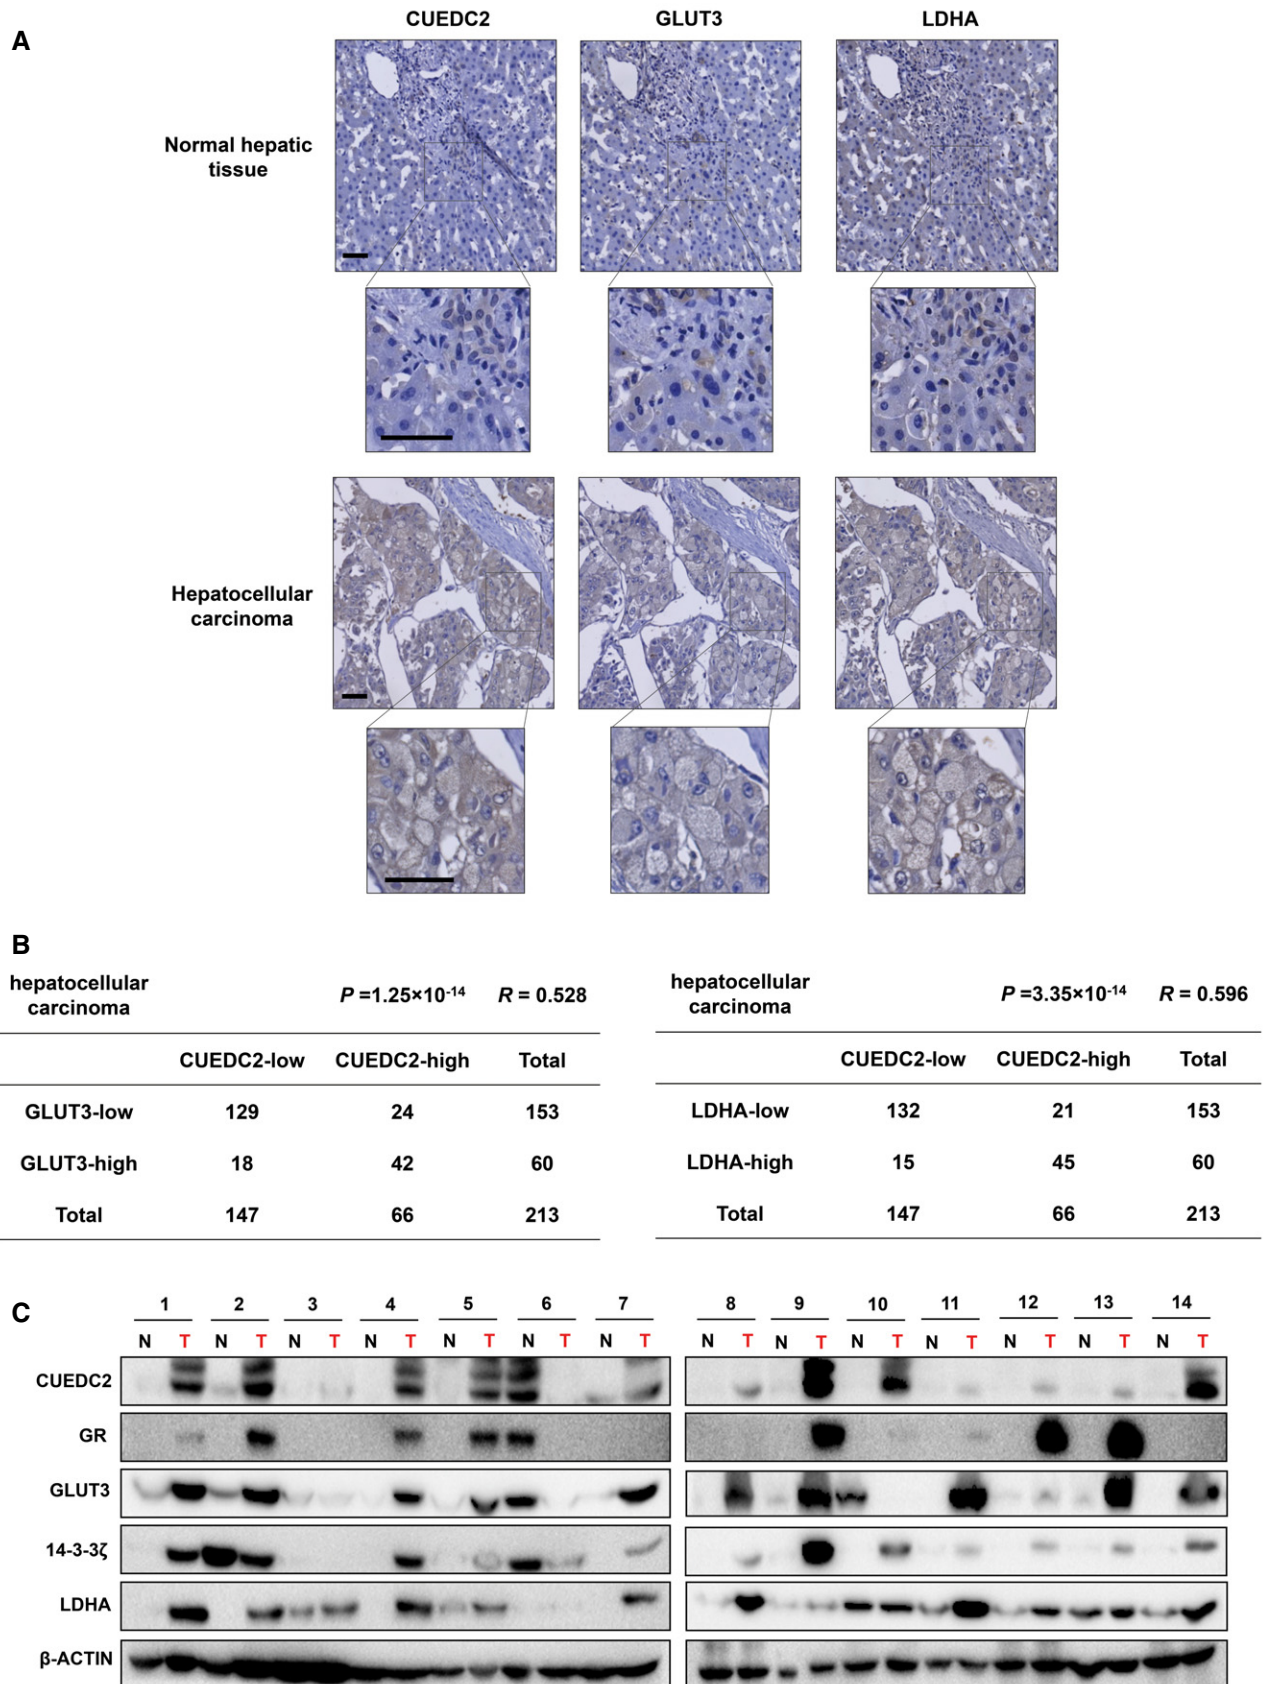 A
CUEDC2 GLUT3 LDHA
Normal hepatic
tissue
Hepatocellular
carcinoma
B
hepatocellular
carcinoma
P =1.25×10-14 R = 0.528
CUEDC2-low CUEDC2-high Total
GLUT3-low 129 24 153
GLUT3-high 18 42 60
Total 147 66 213
hepatocellular
carcinoma
P =3.35×10-14 R = 0.596
CUEDC2-low CUEDC2-high Total
LDHA-low 132 21 153
LDHA-high 15 45 60
Total 147 66 213
C
1 2 3 4 5 6 7 8 9 10 11 12 13 14
N T N T N T N T N T N T N T N T N T N T N T N T N T N T
CUEDC2
GR
GLUT3
14-3-3ζ
LDHA
β-ACTIN